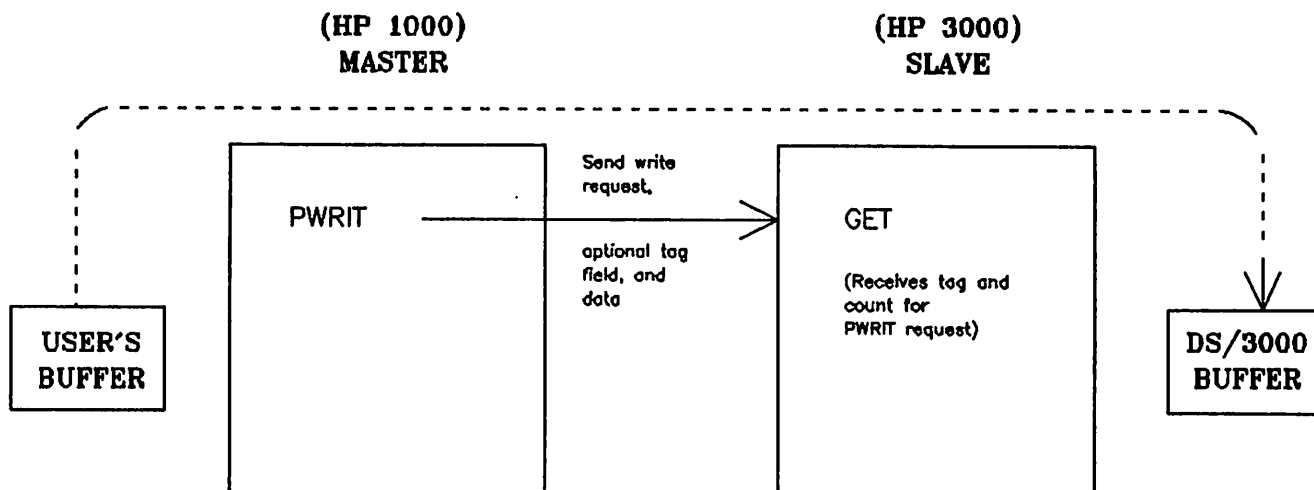 (HP 1000)
MASTER
(HP 3000)
SLAVE
Send write
request,
PWRIT
GET
optional tag
field, and
data
(Receives tag and
count for
PWRIT request)
USER'S
BUFFER
DS/3000
BUFFER